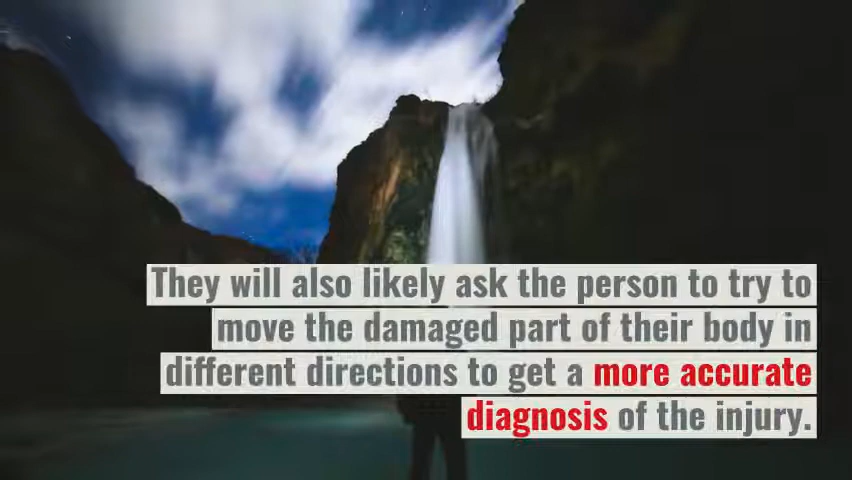 They will also likely ask the person to try to
move the damaged part of their body in
different directions to get a more accurate
diagnosis of the injury.